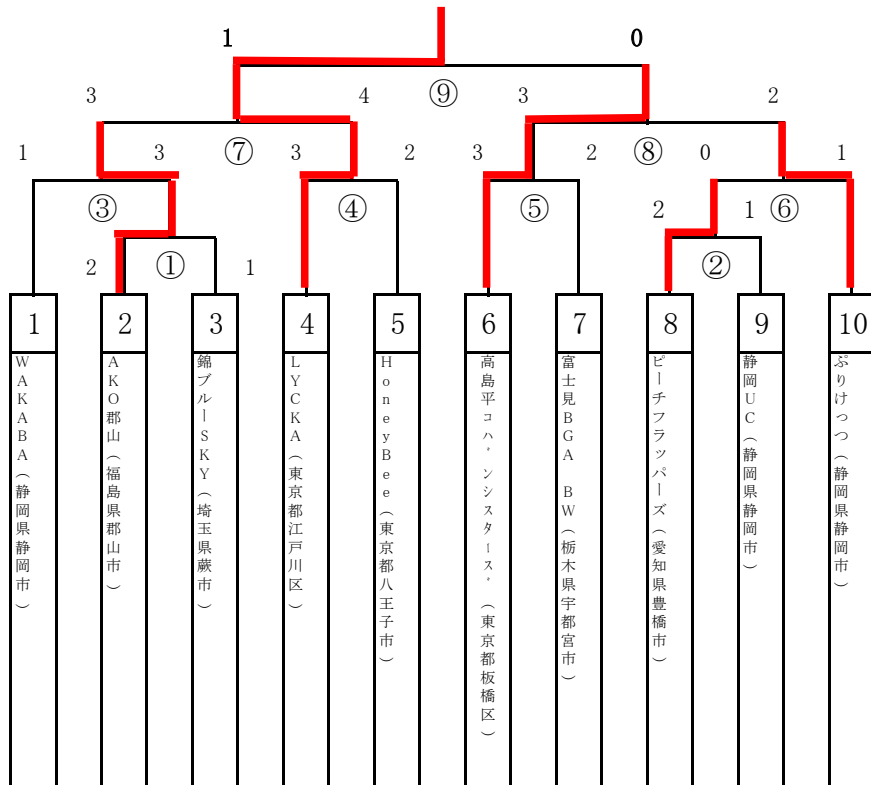 1 0
⑨
3 4 3 2
⑦ ⑧
1 3 3 2 3 2 0 1
③ ④ ⑤ ⑥
2 1
① ②
2 1
1 2 3 4 5 6 7 8 9 10
WAKABA(静岡県静岡市)
AKO郡山(福島県郡山市)
錦ブルーSKY(埼玉県蕨市)
LYCKA(東京都江戸川区)
HoneyBee(東京都八王子市)
高島平コバンシスターズ(東京都板橋区)
富士見BGA BW(栃木県宇都宮市)
ピーチフラッパーズ(愛知県豊橋市)
静岡UC(静岡県静岡市)
ぷりけっつ(静岡県静岡市)